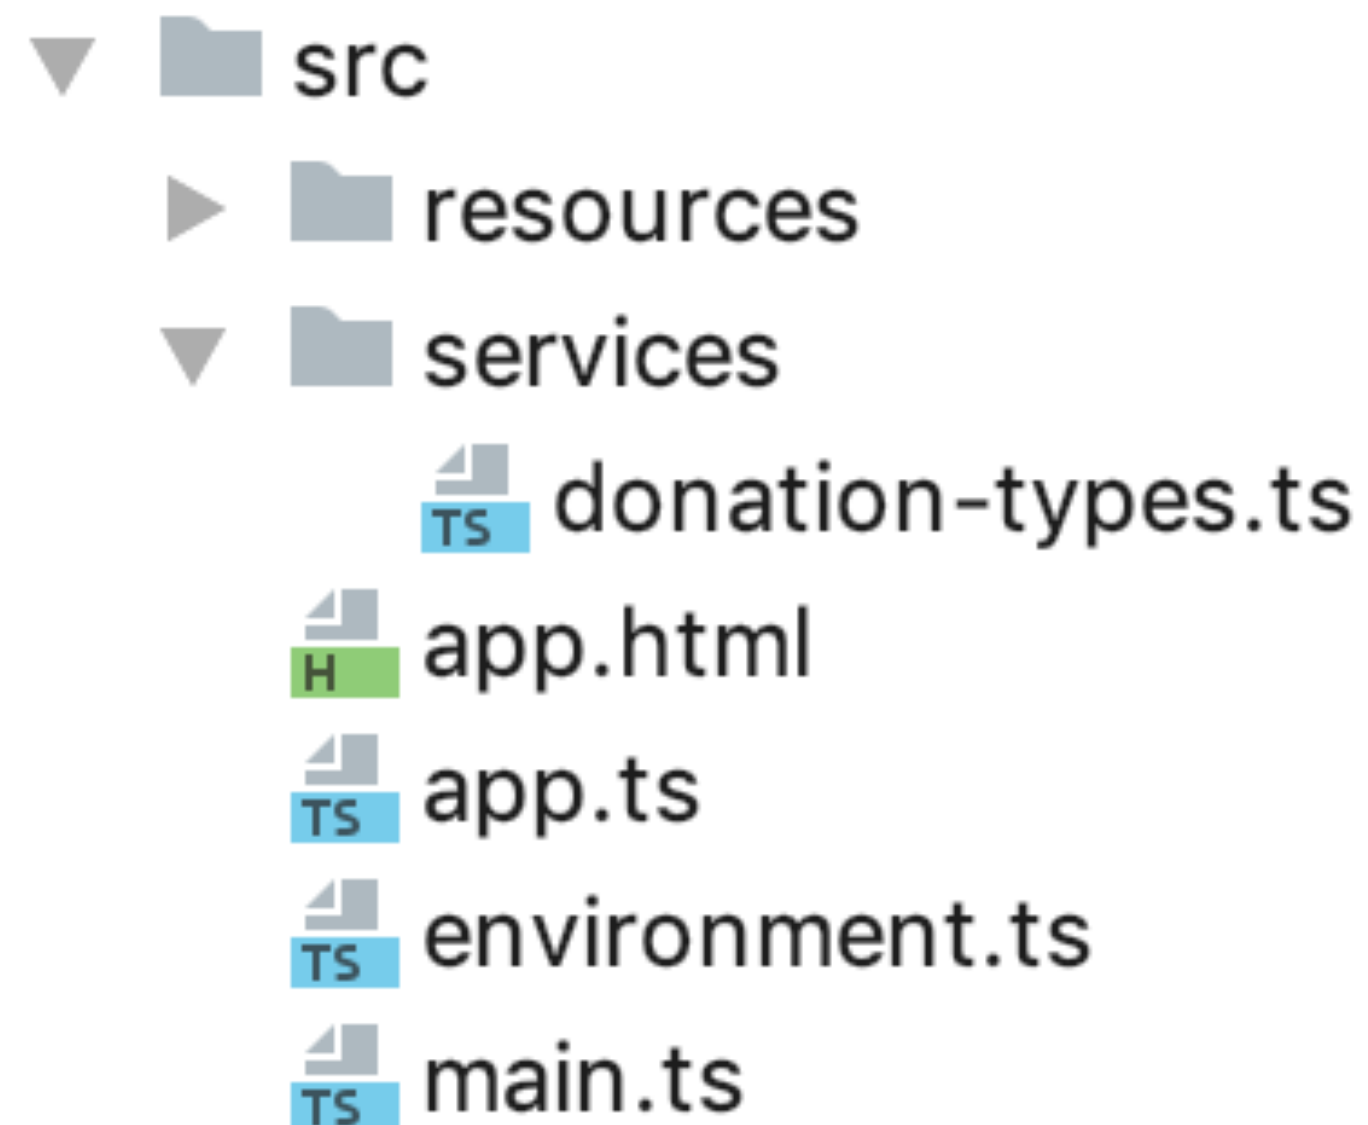 src
resources
services
TS donation-types.ts
H app.html
TS app.ts
TS environment.ts
TS main.ts